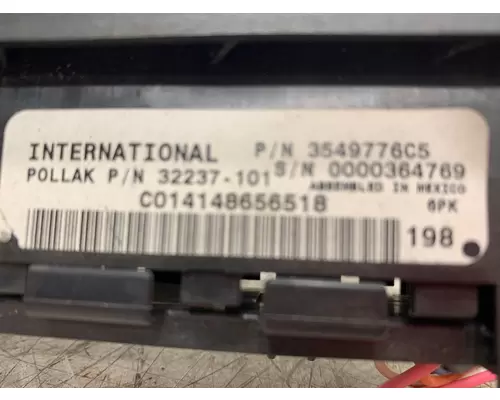 INTERNATIONAL P/N 3549776C5
POLLAK P/N 32237-101 S/N 0000364769
ASSEMBLED IN MEXICO
C014148656518 6PK
198